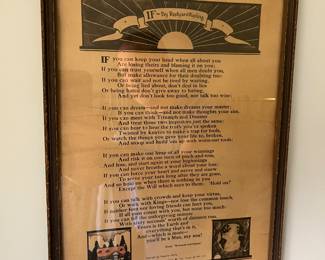 IF - By Rudyard Kipling
IF you can keep your head when all about you
Are losing theirs and blaming it on you;
If you can trust yourself when all men doubt you,
But make allowance for their doubting too:
If you can wait and not be tired by waiting,
Or being lied about, don't deal in lies
Or being hated don't give away to hating,
And yet don't look too good, nor talk too wise:
If you can dream—and not make dreams your master;
If you can think—and not make thoughts your aim,
If you can meet with Triumph and Disaster
And treat those two impostors just the same:
If you can bear to hear the truth you've spoken
Twisted by knaves to make a trap for fools,
Or watch the things you gave your life to, broken,
And stoop and build 'em up with worn-out tools:
If you can make one heap of all your winnings
And risk it on one turn of pitch-and-toss,
And lose, and start again at your beginnings
And never breathe a word about your loss:
If you can force your heart and nerve and sinew
To serve your turn long after they are gone,
And so hold on when there is nothing in you
Except the Will which says to them: "Hold on!"
If you can talk with crowds and keep your virtue,
Or walk with Kings—nor lose the common touch,
If neither foes nor loving friends can hurt you,
If all men count with you, but none too much:
If you can fill the unforgiving minute
With sixty seconds' worth of distance run,
Yours is the Earth and
everything that's in it,
And—which is more—
you'll be a Man, my son!